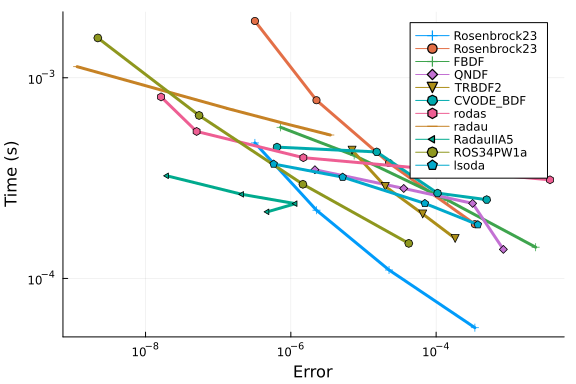 Rosenbrock23
Rosenbrock23
FBDF
QNDF
TRBDF2
CVODE_BDF
rodas
radau
RadauIIA5
ROS34PW1a
lsoda
Time (s)
10⁻³
10⁻⁴
10⁻⁸
10⁻⁶
10⁻⁴
Error